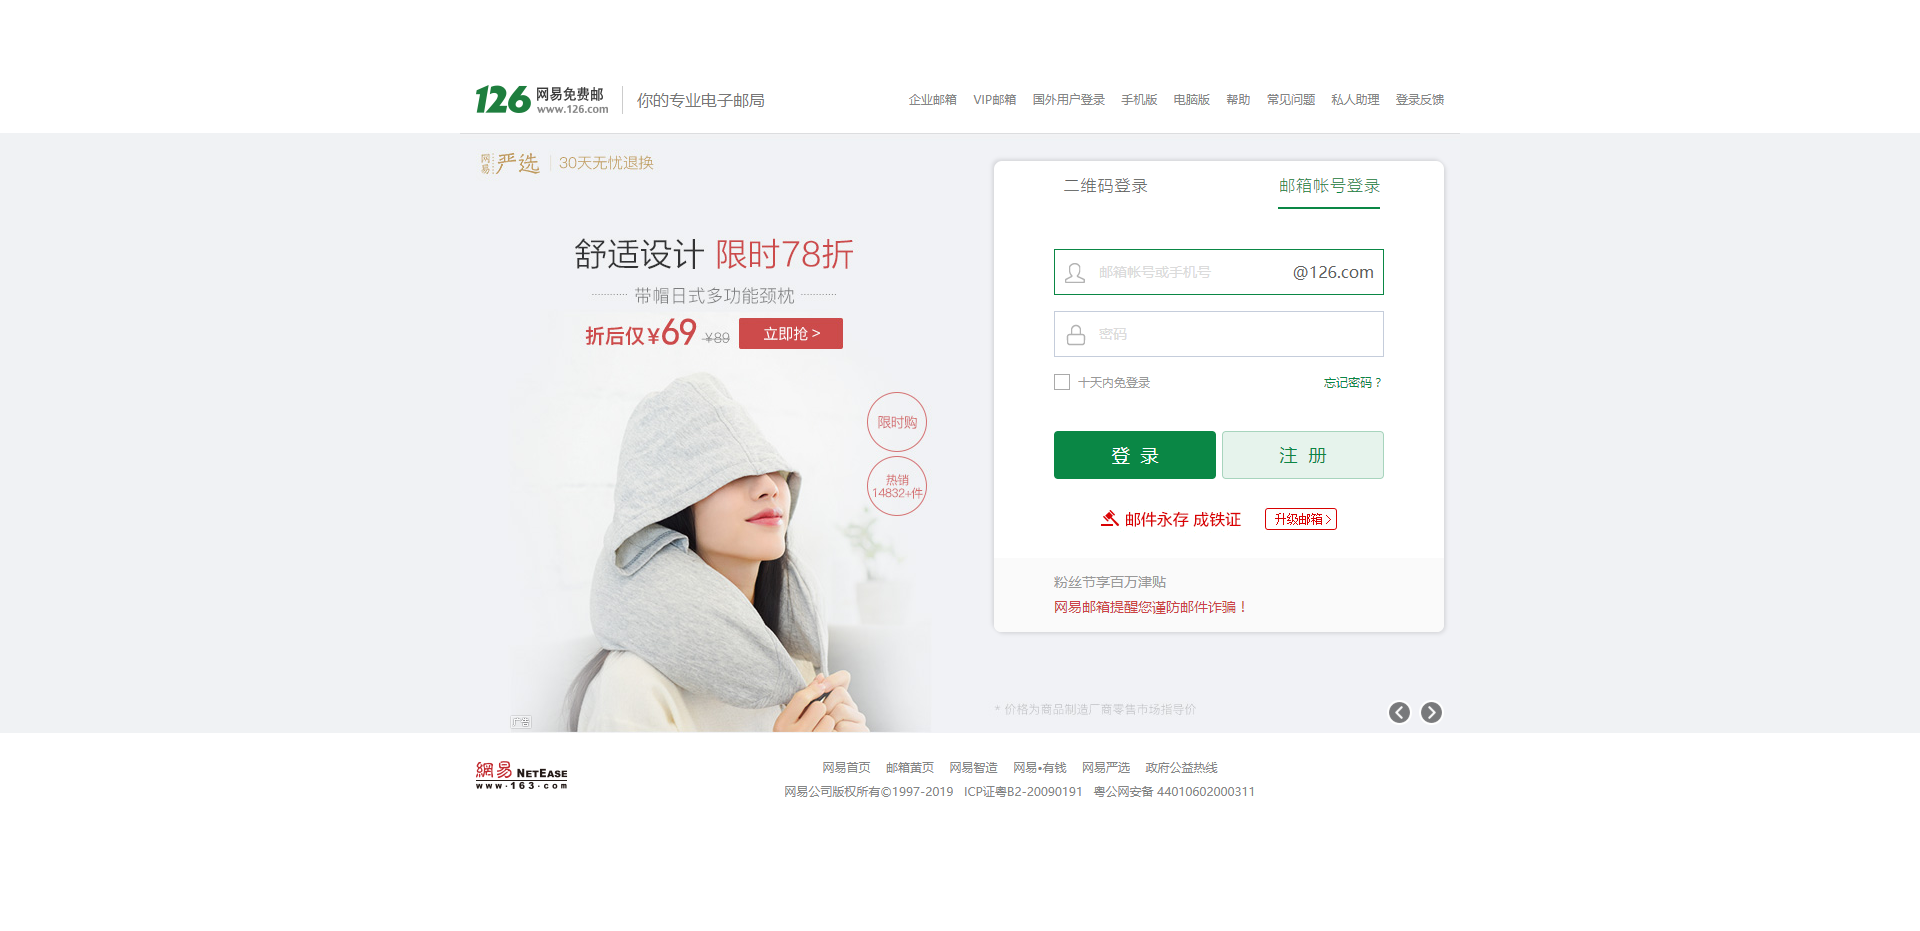 126 网易免费邮 www.126.com 你的专业电子邮局
企业邮箱 VIP邮箱 国外用户登录 手机版 电脑版 帮助 常见问题 私人助理 登录反馈
网易严选 30天无忧退换
舒适设计 限时78折
带帽日式多功能颈枕
折后仅¥69 ¥89 立即抢 >
限时购
热销
14832+件
广告
二维码登录 邮箱帐号登录
邮箱帐号或手机号 @126.com
密码
十天内免登录 忘记密码?
登 录 注 册
邮件永存 成铁证 升级邮箱>
粉丝节享百万津贴
网易邮箱提醒您谨防邮件诈骗!
* 价格为商品制造厂商零售市场指导价
網易 NETEASE
www.163.com
网易首页 邮箱黄页 网易智造 网易•有钱 网易严选 政府公益热线
网易公司版权所有©1997-2019 ICP证粤B2-20090191 粤公网安备 44010602000311